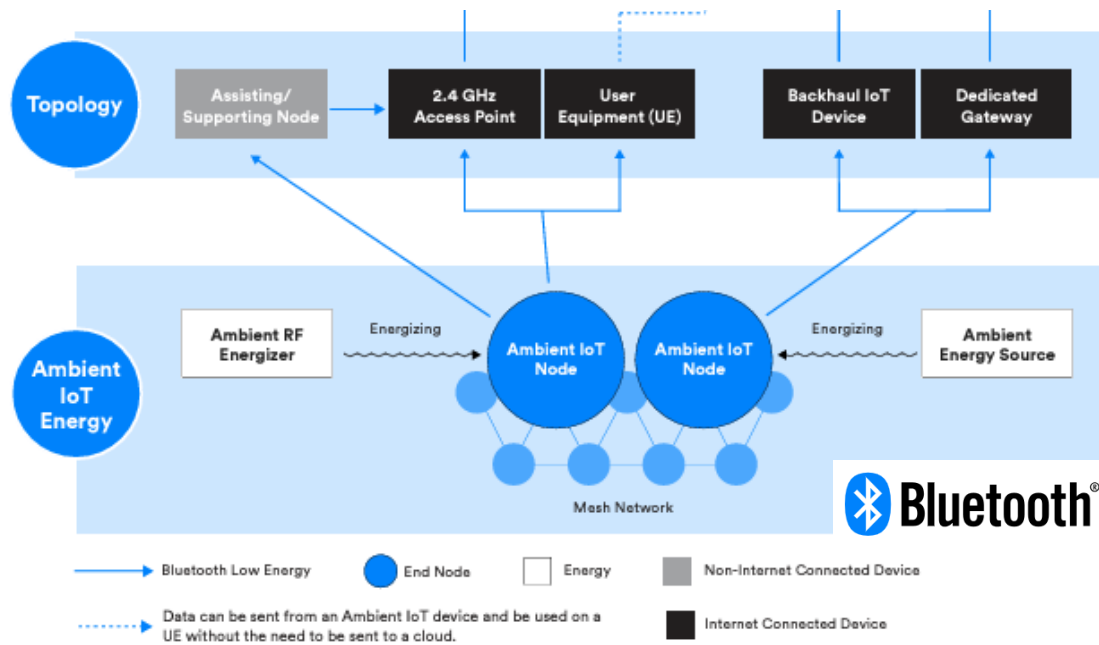 Topology
Assisting/
Supporting Node
2.4 GHz
Access Point
User
Equipment (UE)
Backhaul IoT
Device
Dedicated
Gateway
Ambient
IoT
Energy
Ambient RF
Energizer
Energizing
Ambient IoT
Node
Ambient IoT
Node
Energizing
Ambient
Energy Source
Mesh Network
Bluetooth®
Bluetooth Low Energy
End Node
Energy
Non-Internet Connected Device
Data can be sent from an Ambient IoT device and be used on a
UE without the need to be sent to a cloud.
Internet Connected Device